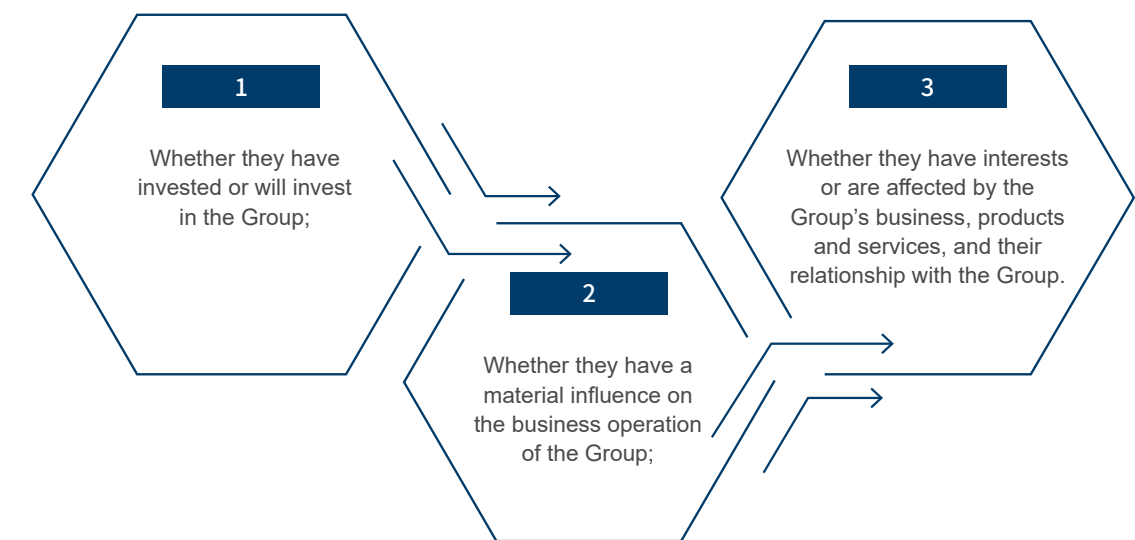 1
Whether they have
invested or will invest
in the Group;
2
Whether they have a
material influence on
the business operation
of the Group;
3
Whether they have interests
or are affected by the
Group’s business, products
and services, and their
relationship with the Group.